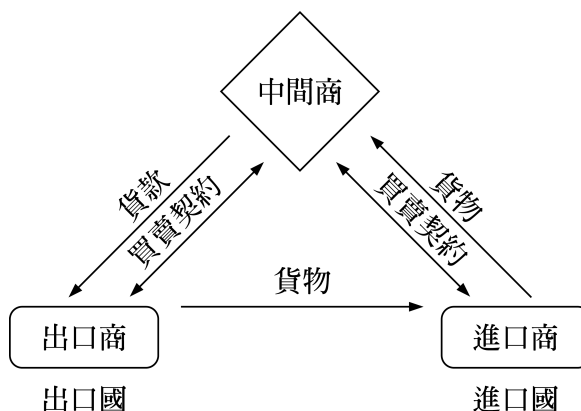 中間商
貨款
買賣契約
貨物
買賣契約
貨物
出口商
進口商
出口國
進口國